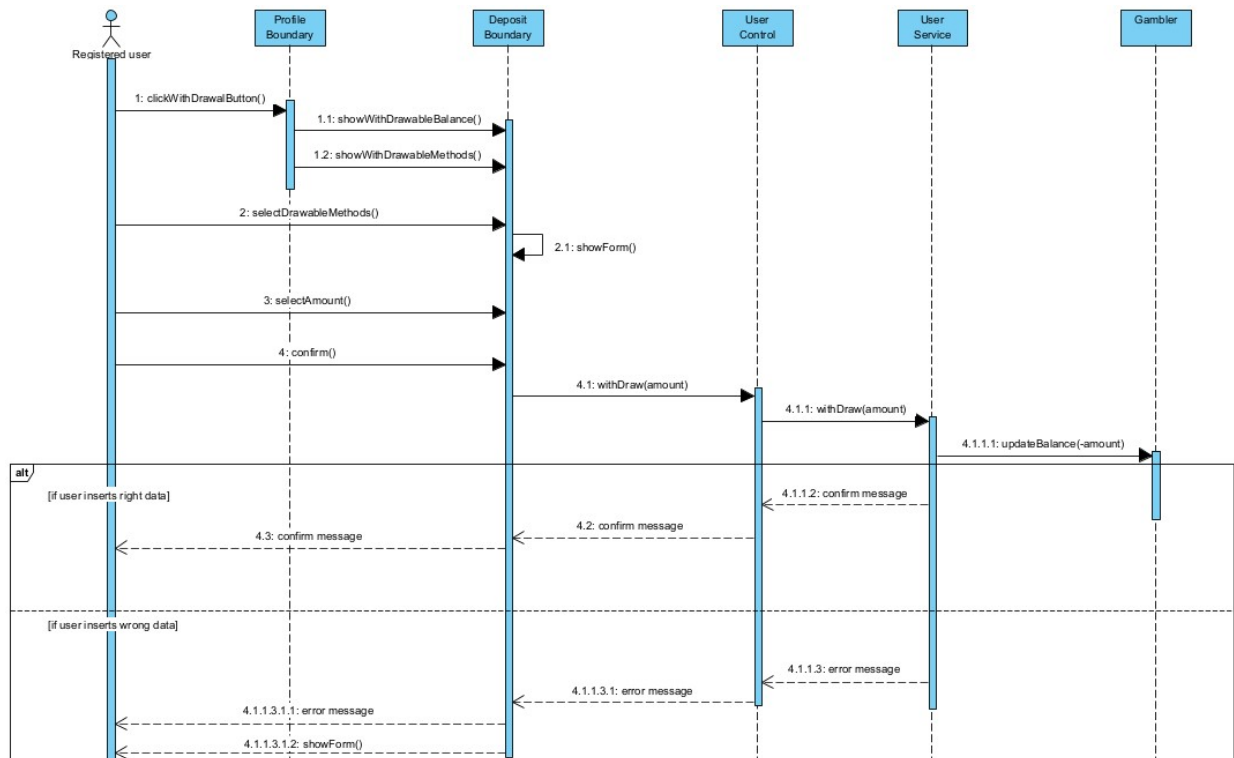 Profile
Boundary
Deposit
Boundary
User
Control
User
Service
Gambler
Registered user
1: clickWithDrawalButton()
1.1: showWithDrawableBalance()
1.2: showWithDrawableMethods()
2: selectDrawableMethods()
2.1: showForm()
3: selectAmount()
4: confirm()
4.1: withDraw(amount)
4.1.1: withDraw(amount)
4.1.1.1: updateBalance(-amount)
alt
[if user inserts right data]
4.1.1.2: confirm message
4.2: confirm message
4.3: confirm message
[if user inserts wrong data]
4.1.1.3: error message
4.1.1.3.1: error message
4.1.1.3.1.1: error message
4.1.1.3.1.2: showForm()